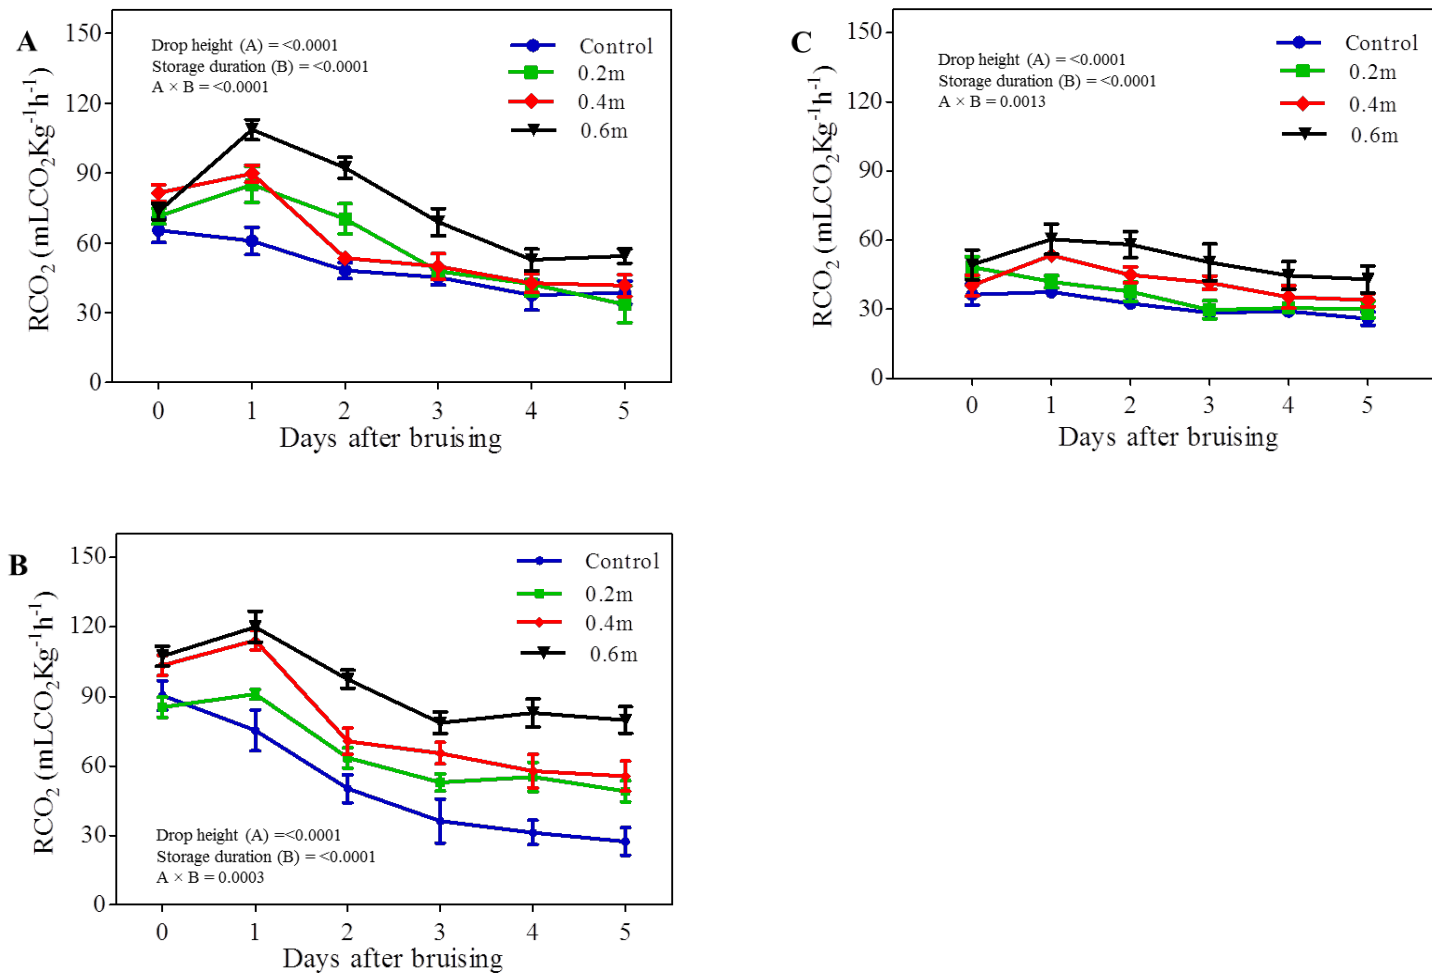 A
150
120
90
60
30
0
RCO₂ (mLCO₂Kg⁻¹h⁻¹)
Drop height (A) = <0.0001
Storage duration (B) = <0.0001
A × B = <0.0001
Control
0.2m
0.4m
0.6m
0 1 2 3 4 5
Days after bruising
C
150
120
90
60
30
0
RCO₂ (mLCO₂Kg⁻¹h⁻¹)
Drop height (A) = <0.0001
Storage duration (B) = <0.0001
A × B = 0.0013
Control
0.2m
0.4m
0.6m
0 1 2 3 4 5
Days after bruising
B
150
120
90
60
30
0
RCO₂ (mLCO₂Kg⁻¹h⁻¹)
Control
0.2m
0.4m
0.6m
Drop height (A) =<0.0001
Storage duration (B) = <0.0001
A × B = 0.0003
0 1 2 3 4 5
Days after bruising